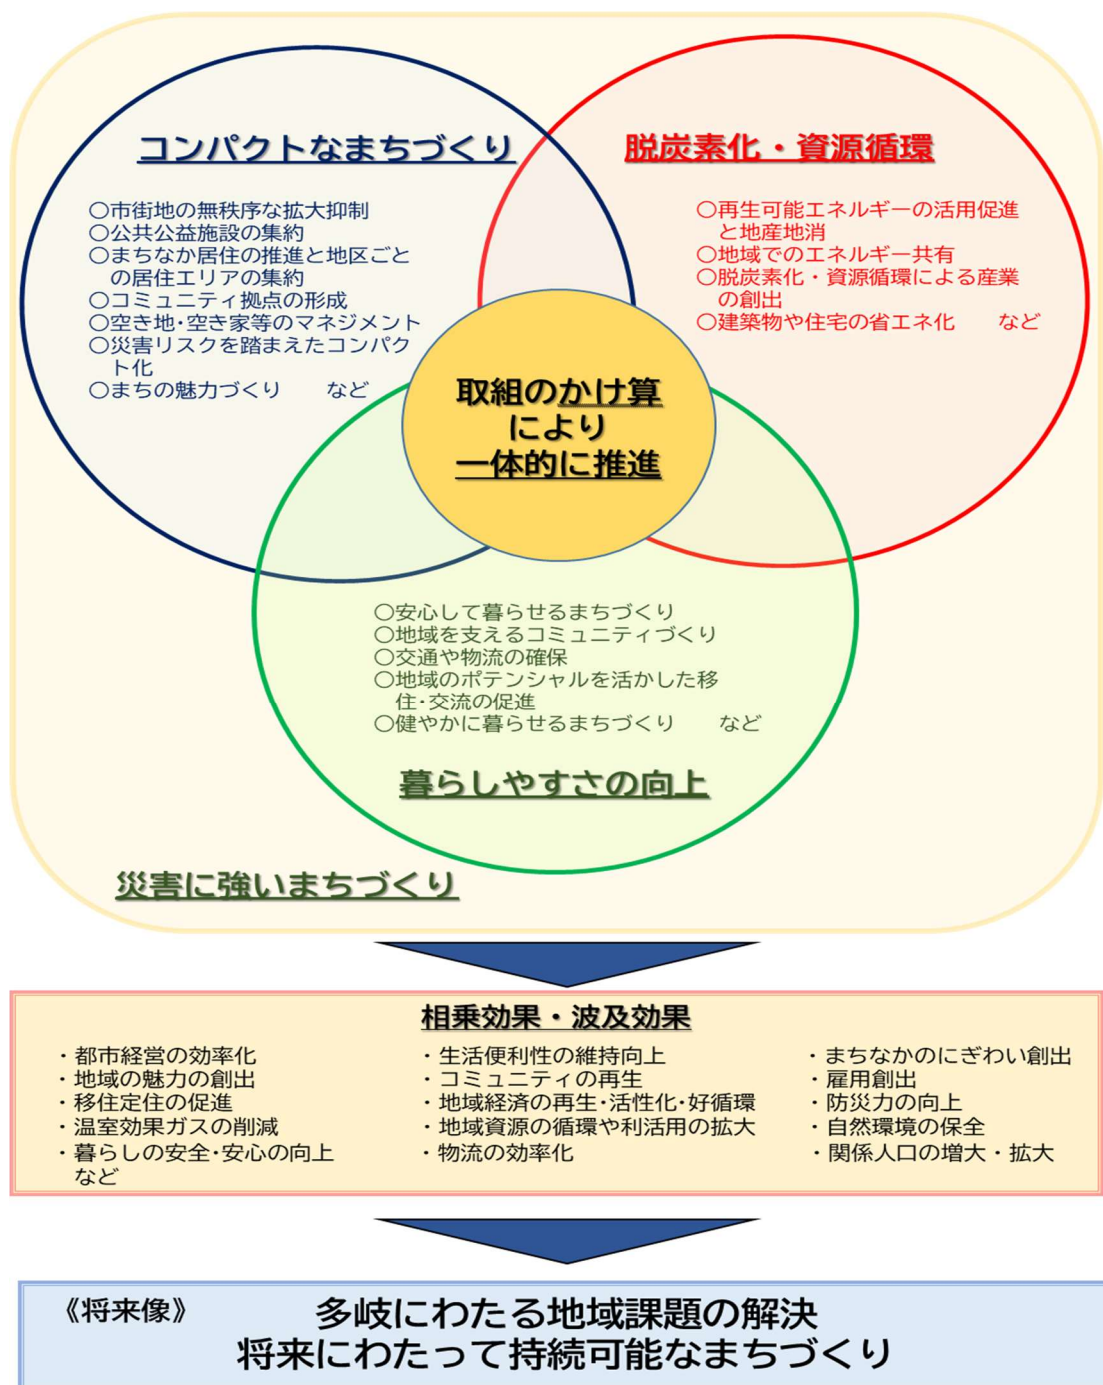 コンパクトなまちづくり
○市街地の無秩序な拡大抑制
○公共公益施設の集約
○まちなか居住の推進と地区ごと
の居住エリアの集約
○コミュニティ拠点の形成
○空き地･空き家等のマネジメント
○災害リスクを踏まえたコンパク
ト化
○まちの魅力づくり　　など
脱炭素化・資源循環
○再生可能エネルギーの活用促進
と地産地消
○地域でのエネルギー共有
○脱炭素化・資源循環による産業
の創出
○建築物や住宅の省エネ化　　など
取組のかけ算
により
一体的に推進
○安心して暮らせるまちづくり
○地域を支えるコミュニティづくり
○交通や物流の確保
○地域のポテンシャルを活かした移
住･交流の促進
○健やかに暮らせるまちづくり　　など
暮らしやすさの向上
災害に強いまちづくり
相乗効果・波及効果
・都市経営の効率化
・地域の魅力の創出
・移住定住の促進
・温室効果ガスの削減
・暮らしの安全･安心の向上
など
・生活便利性の維持向上
・コミュニティの再生
・地域経済の再生･活性化･好循環
・地域資源の循環や利活用の拡大
・物流の効率化
・まちなかのにぎわい創出
・雇用創出
・防災力の向上
・自然環境の保全
・関係人口の増大・拡大
《将来像》
多岐にわたる地域課題の解決
将来にわたって持続可能なまちづくり